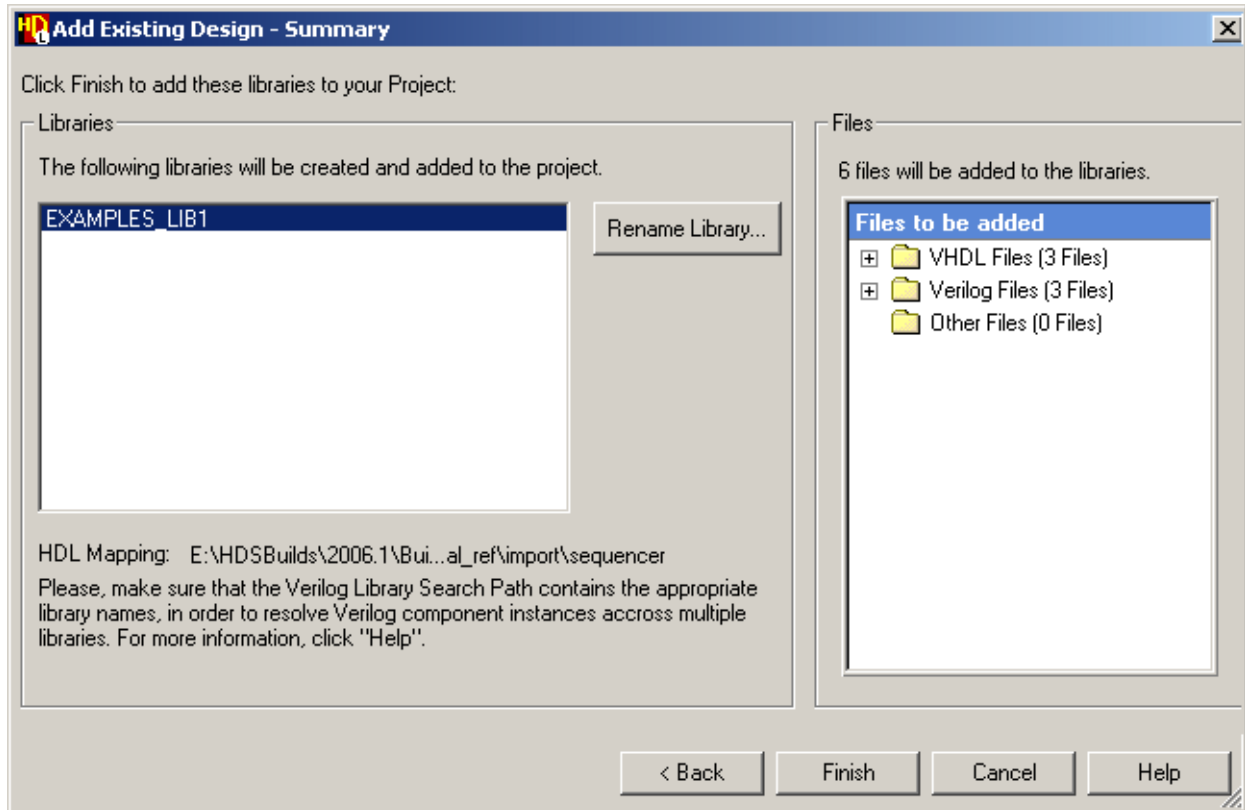 HDL Add Existing Design - Summary
Click Finish to add these libraries to your Project:
Libraries
The following libraries will be created and added to the project.
EXAMPLES_LIB1
Rename Library...
HDL Mapping: E:\HDSBuilds\2006.1\Bui...al_ref\import\sequencer
Please, make sure that the Verilog Library Search Path contains the appropriate
library names, in order to resolve Verilog component instances accross multiple
libraries. For more information, click "Help".
Files
6 files will be added to the libraries.
Files to be added
VHDL Files (3 Files)
Verilog Files (3 Files)
Other Files (0 Files)
< Back
Finish
Cancel
Help